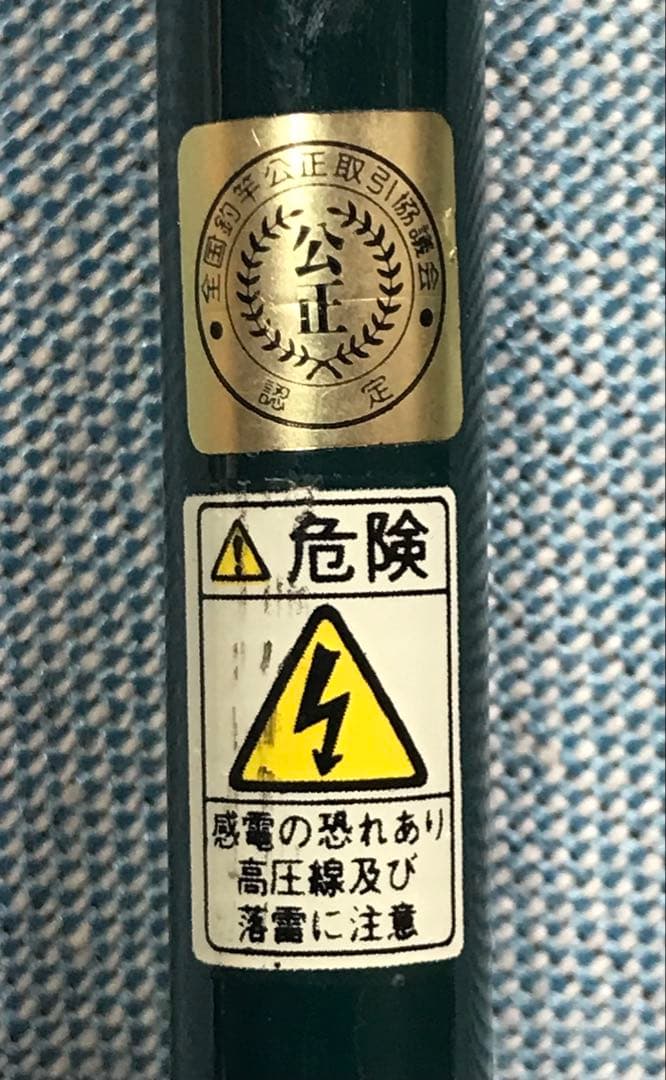 全国釣竿公正取引協議会
公正
認定
危険
感電の恐れあり
高圧線及び
落雷に注意